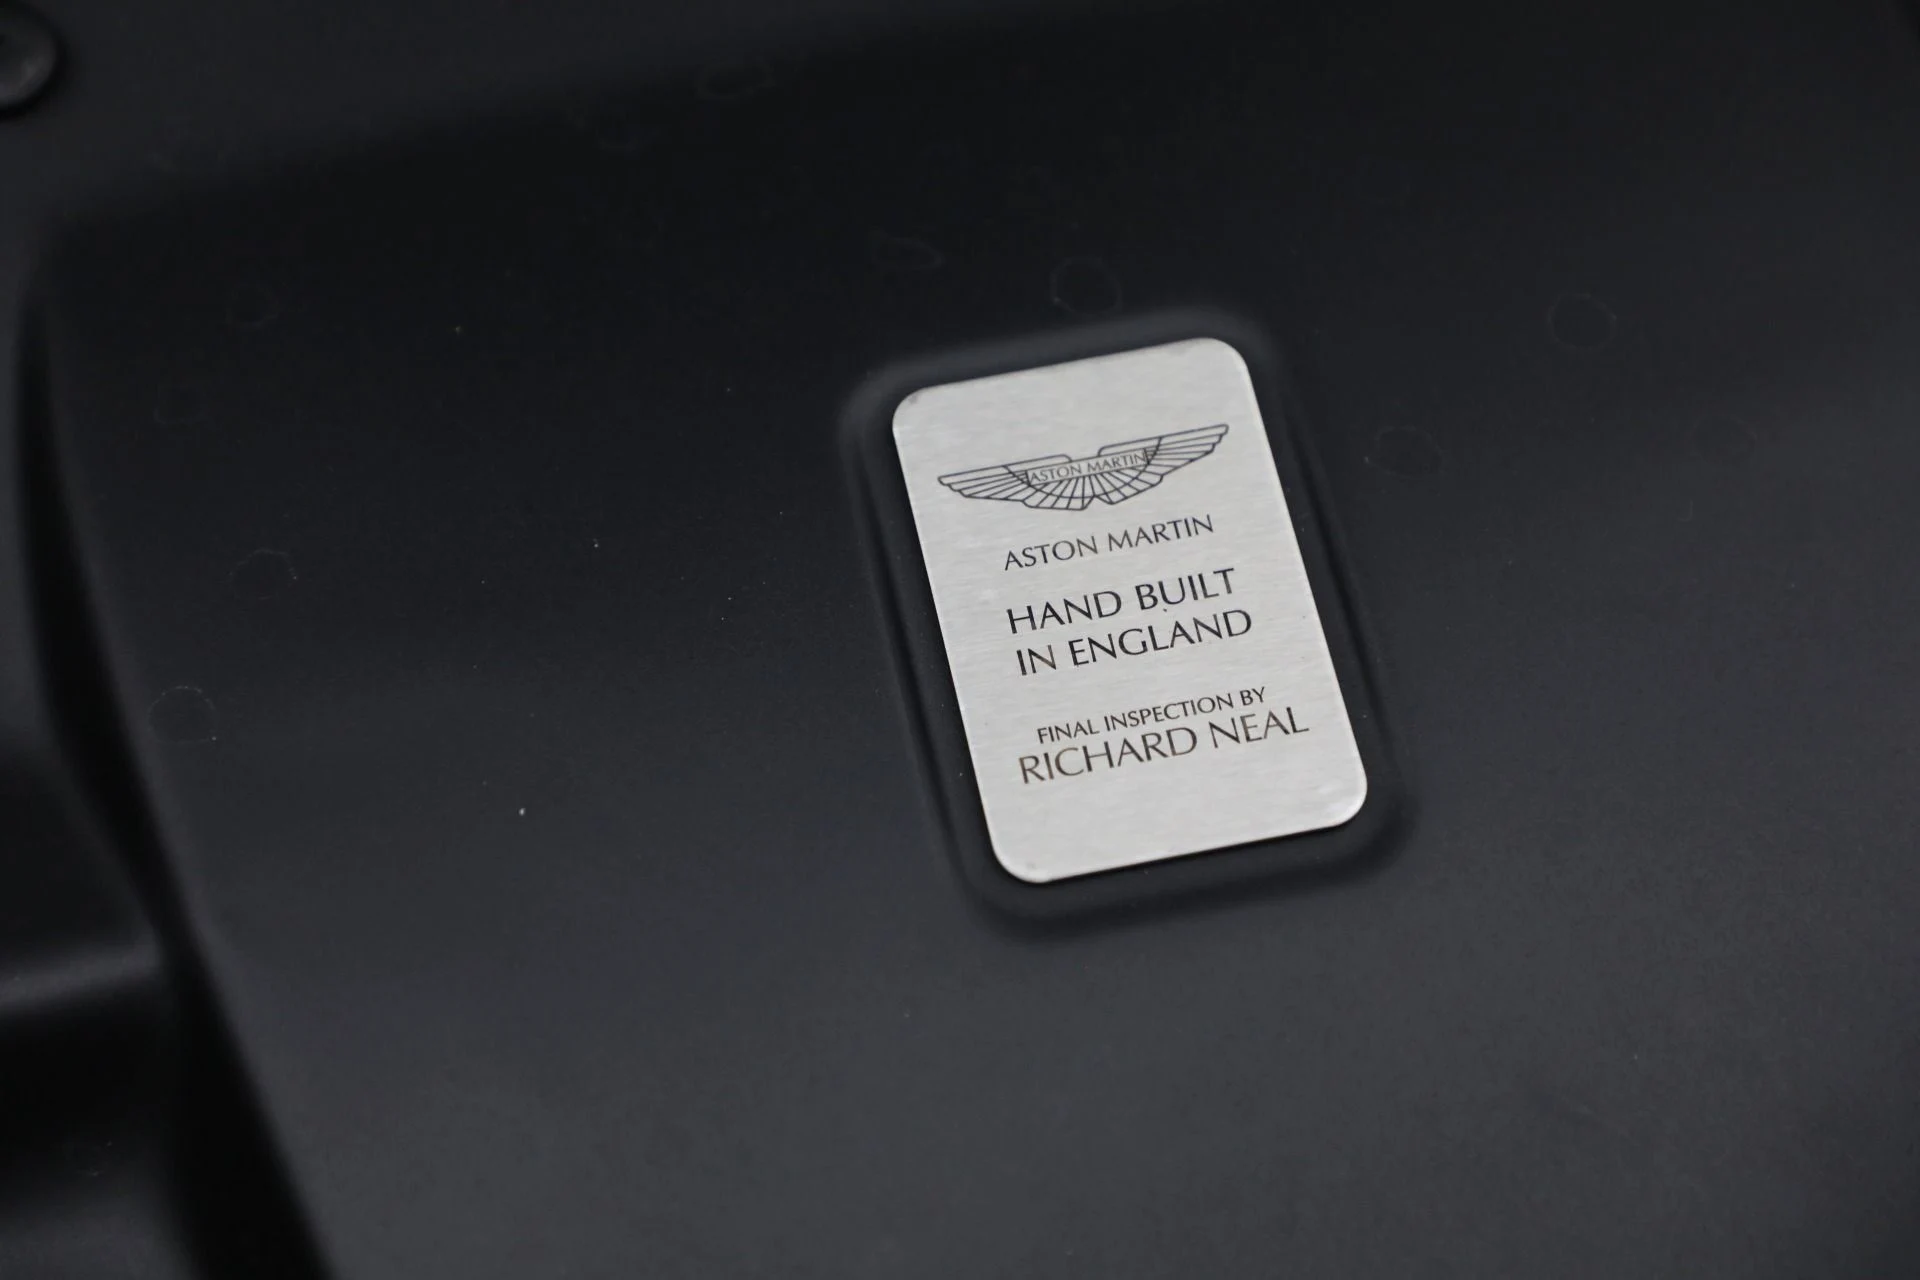 ASTON MARTIN
ASTON MARTIN
HAND BUILT
IN ENGLAND
FINAL INSPECTION BY
RICHARD NEAL